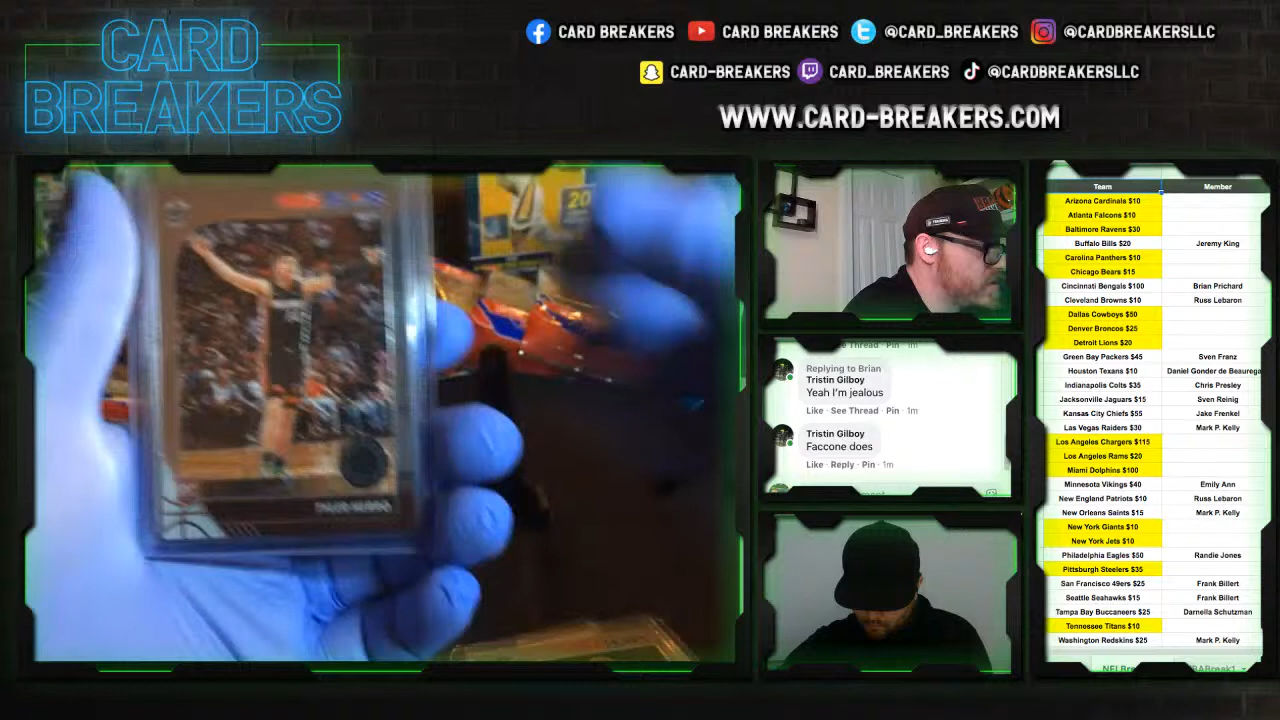 CARD
BREAKERS
CARD BREAKERS
CARD BREAKERS
@CARD_BREAKERS
@CARDBREAKERSLLC
CARD-BREAKERS
CARD_BREAKERS
@CARDBREAKERSLLC
WWW.CARD-BREAKERS.COM
20
Replying to Brian
Tristin Gilboy
Yeah I'm jealous
Like · See Thread · Pin · 1m
Tristin Gilboy
Faccone does
Like · Reply · Pin · 1m
Team Member
Arizona Cardinals $10
Atlanta Falcons $10
Baltimore Ravens $30
Buffalo Bills $20 Jeremy King
Carolina Panthers $10
Chicago Bears $15
Cincinnati Bengals $100 Brian Prichard
Cleveland Browns $10 Russ Lebaron
Dallas Cowboys $50
Denver Broncos $25
Detroit Lions $20
Green Bay Packers $45 Sven Franz
Houston Texans $10 Daniel Gonder de Beaurega
Indianapolis Colts $35 Chris Presley
Jacksonville Jaguars $15 Sven Reinig
Kansas City Chiefs $55 Jake Frenkel
Las Vegas Raiders $30 Mark P. Kelly
Los Angeles Chargers $115
Los Angeles Rams $20
Miami Dolphins $100
Minnesota Vikings $40 Emily Ann
New England Patriots $10 Russ Lebaron
New Orleans Saints $15 Mark P. Kelly
New York Giants $10
New York Jets $10
Philadelphia Eagles $50 Randie Jones
Pittsburgh Steelers $35
San Francisco 49ers $25 Frank Billert
Seattle Seahawks $15 Frank Billert
Tampa Bay Buccaneers $25 Darnella Schutzman
Tennessee Titans $10
Washington Redskins $25 Mark P. Kelly